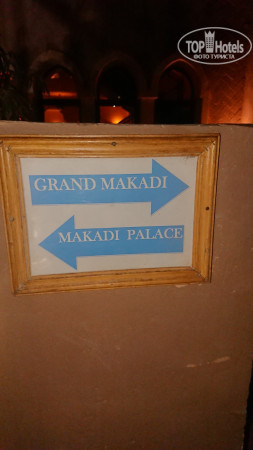 TOP Hotels
ФОТО ТУРИСТА
GRAND MAKADI
MAKADI PALACE